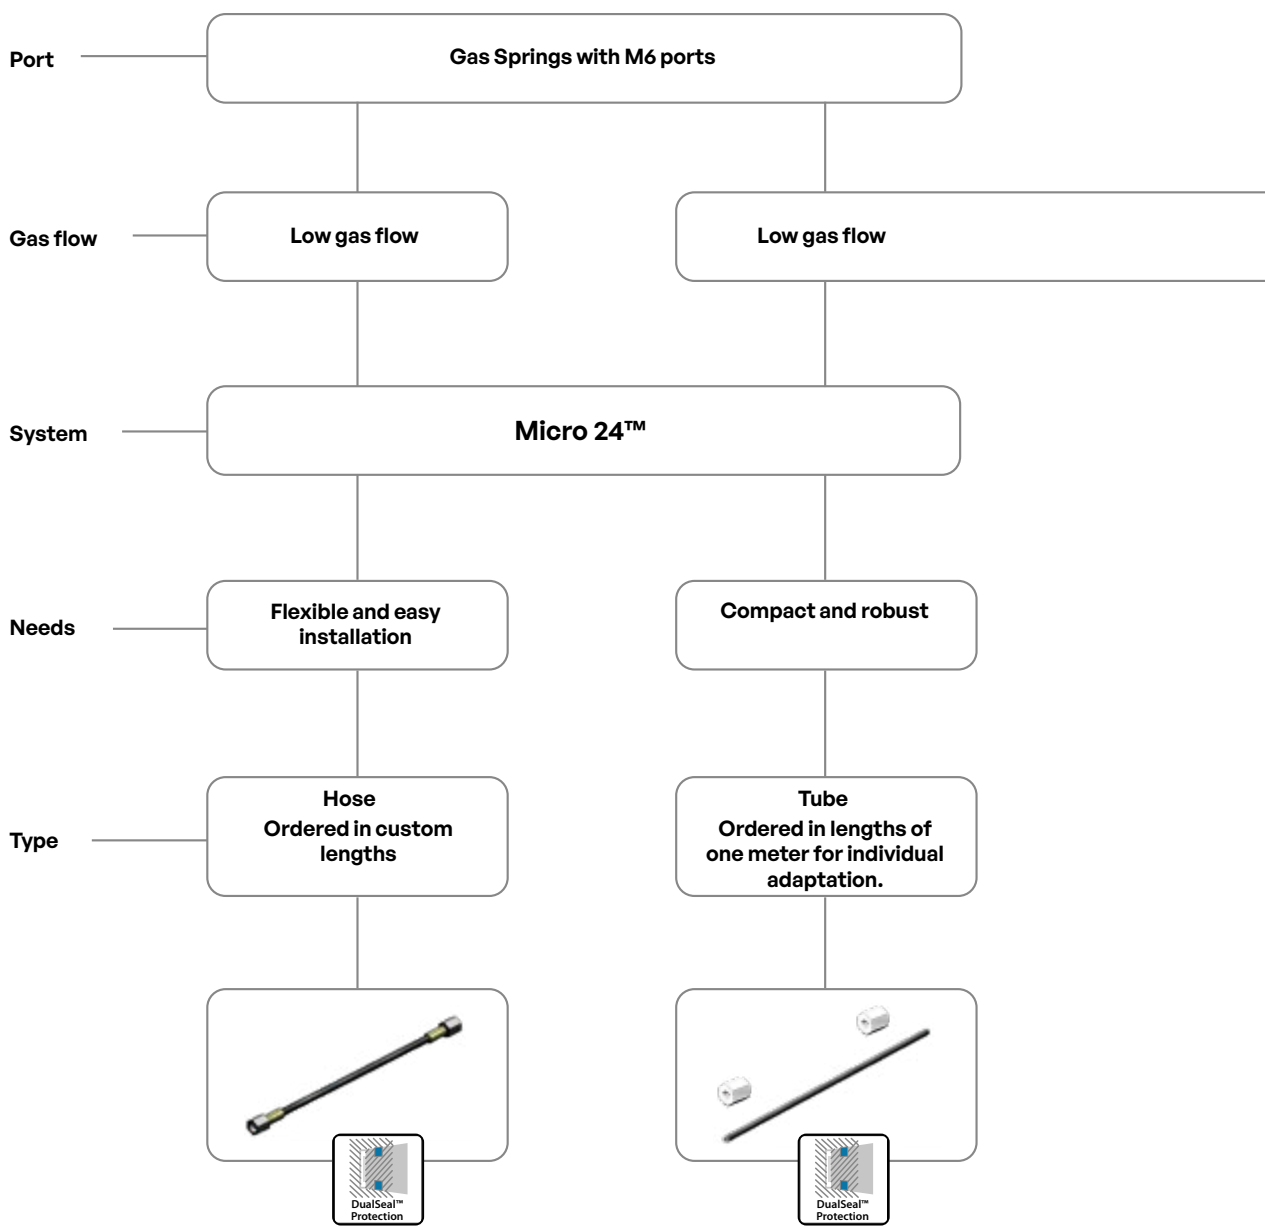 Port
Gas Springs with M6 ports
Gas flow
Low gas flow
Low gas flow
System
Micro 24™
Needs
Flexible and easy
installation
Compact and robust
Type
Hose
Ordered in custom
lengths
Tube
Ordered in lengths of
one meter for individual
adaptation.
DualSeal™
Protection
DualSeal™
Protection